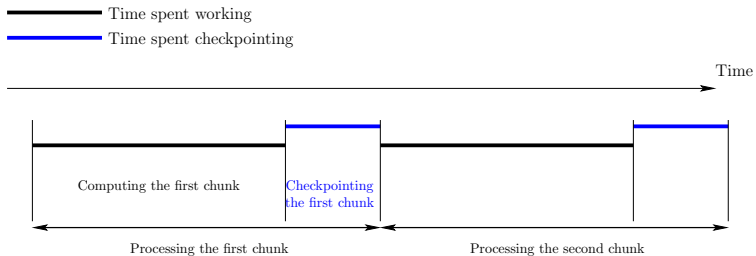 Time spent working
Time spent checkpointing
Time
Computing the first chunk
Checkpointing
the first chunk
Processing the first chunk
Processing the second chunk